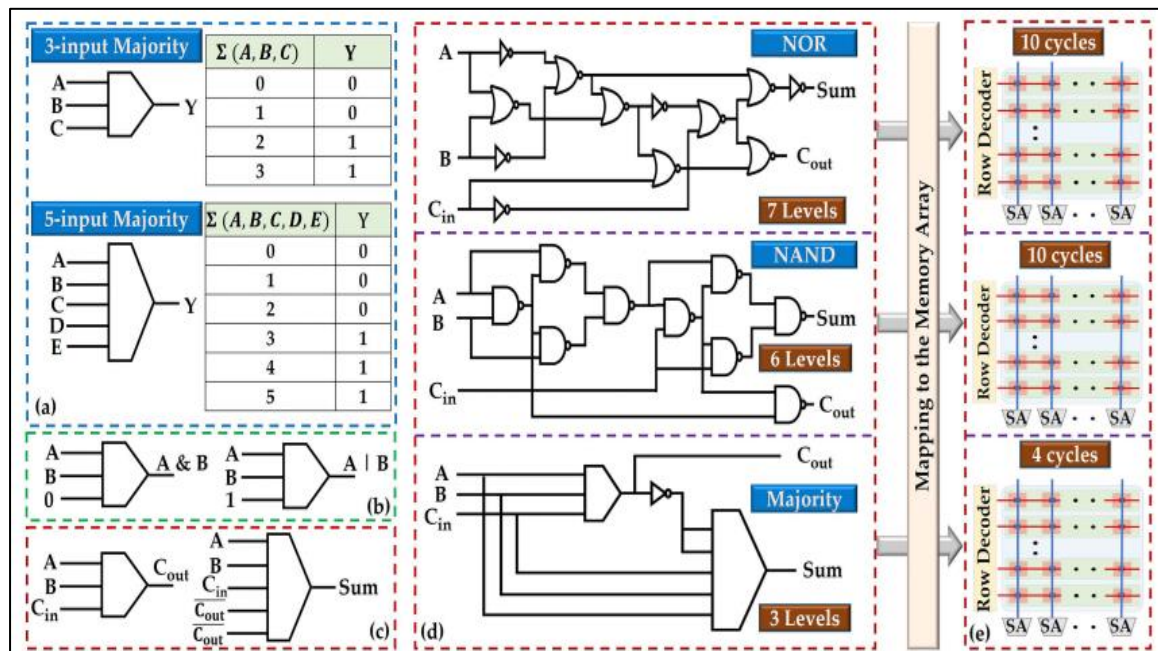 3-input Majority
A
B
C
Y
Σ (A, B, C) Y
0 0
1 0
2 1
3 1
5-input Majority
A
B
C
D
E
Y
Σ (A, B, C, D, E) Y
0 0
1 0
2 0
3 1
4 1
5 1
(a)
A
B
0
A & B
A
B
1
A | B
(b)
A
B
Cin
Cout
A
B
Cin
C̅out
C̅out
Sum
(c)
NOR
A
B
Cin
Sum
Cout
7 Levels
NAND
A
B
Cin
Sum
Cout
6 Levels
Majority
A
B
Cin
Cout
Sum
3 Levels
(d)
Mapping to the Memory Array
10 cycles
Row Decoder
SA SA · · SA
10 cycles
Row Decoder
SA SA · · SA
4 cycles
Row Decoder
SA SA · · SA
(e)